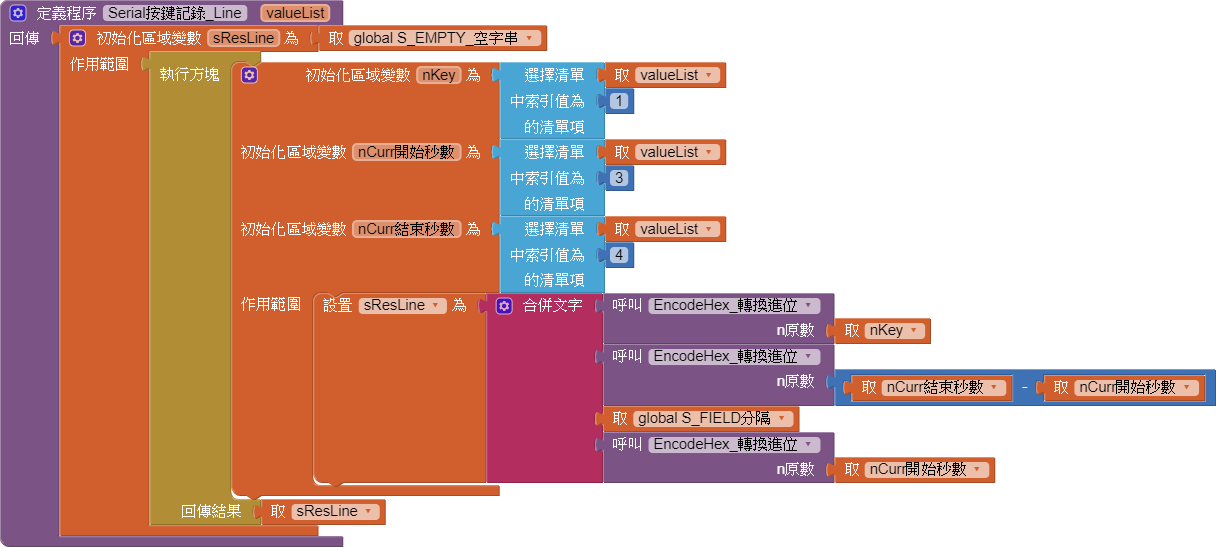 定義程序 Serial按鍵記錄_Line valueList
回傳 初始化區域變數 sResLine 為 取 global S_EMPTY_空字串
作用範圍 執行方塊 初始化區域變數 nKey 為 選擇清單 取 valueList
中索引值為 1
的清單項
初始化區域變數 nCurr開始秒數 為 選擇清單 取 valueList
中索引值為 3
的清單項
初始化區域變數 nCurr結束秒數 為 選擇清單 取 valueList
中索引值為 4
的清單項
作用範圍 設置 sResLine 為 合併文字 呼叫 EncodeHex_轉換進位
n原數 取 nKey
呼叫 EncodeHex_轉換進位
n原數 取 nCurr結束秒數 - 取 nCurr開始秒數
取 global S_FIELD分隔
呼叫 EncodeHex_轉換進位
n原數 取 nCurr開始秒數
回傳結果 取 sResLine